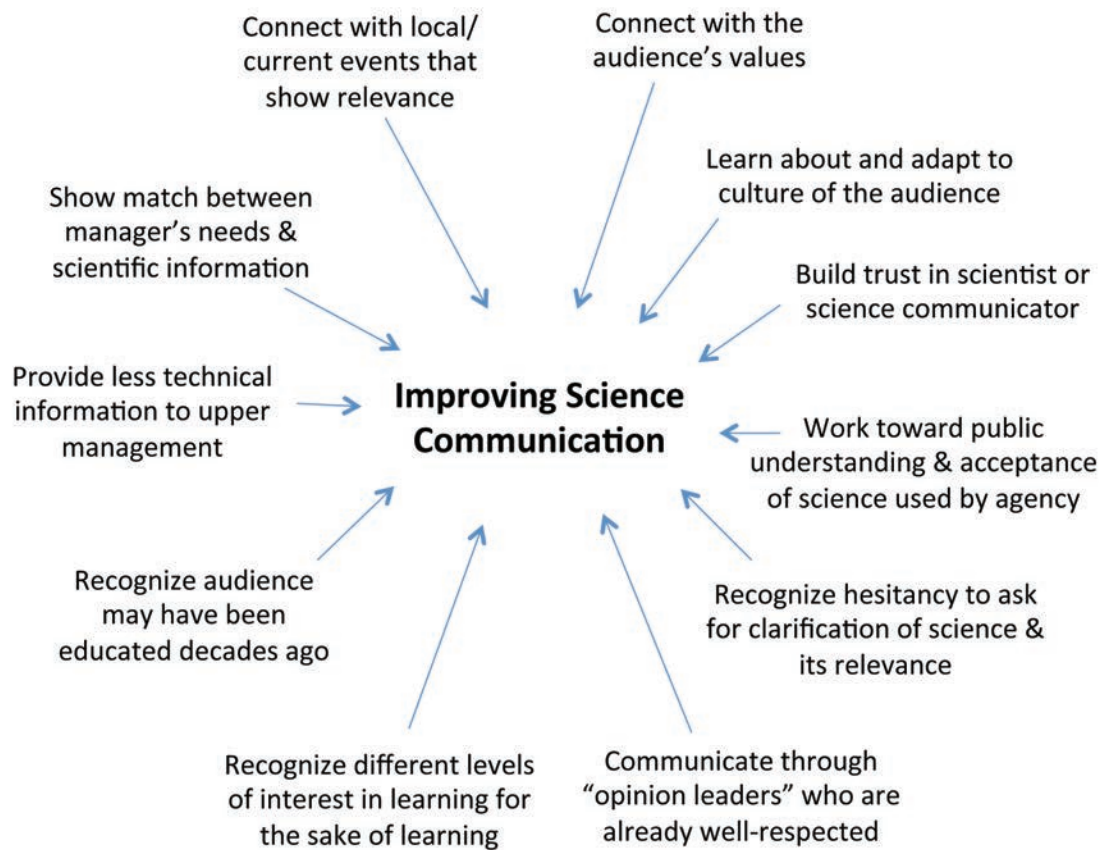 Connect with local/
current events that
show relevance
Connect with the
audience’s values
Learn about and adapt to
culture of the audience
Show match between
manager’s needs &
scientific information
Build trust in scientist or
science communicator
Provide less technical
information to upper
management
Improving Science
Communication
Work toward public
understanding & acceptance
of science used by agency
Recognize audience
may have been
educated decades ago
Recognize hesitancy to ask
for clarification of science &
its relevance
Recognize different levels
of interest in learning for
the sake of learning
Communicate through
“opinion leaders” who are
already well-respected